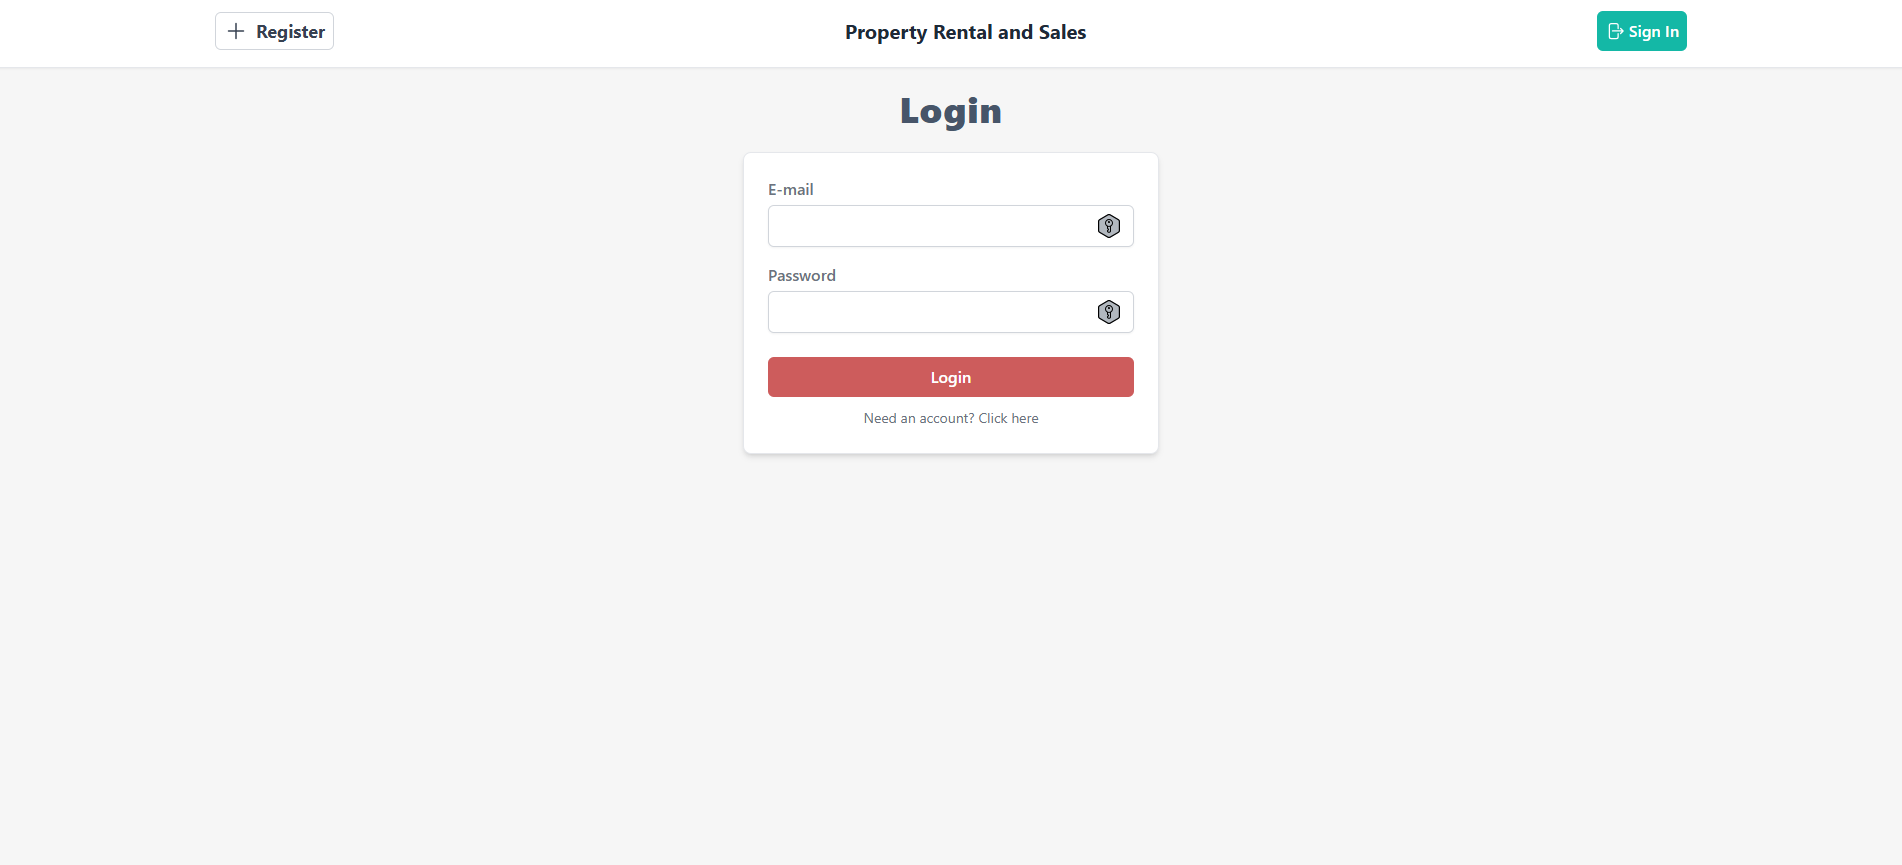 Register
Property Rental and Sales
Sign In
Login
E-mail
Password
Login
Need an account? Click here